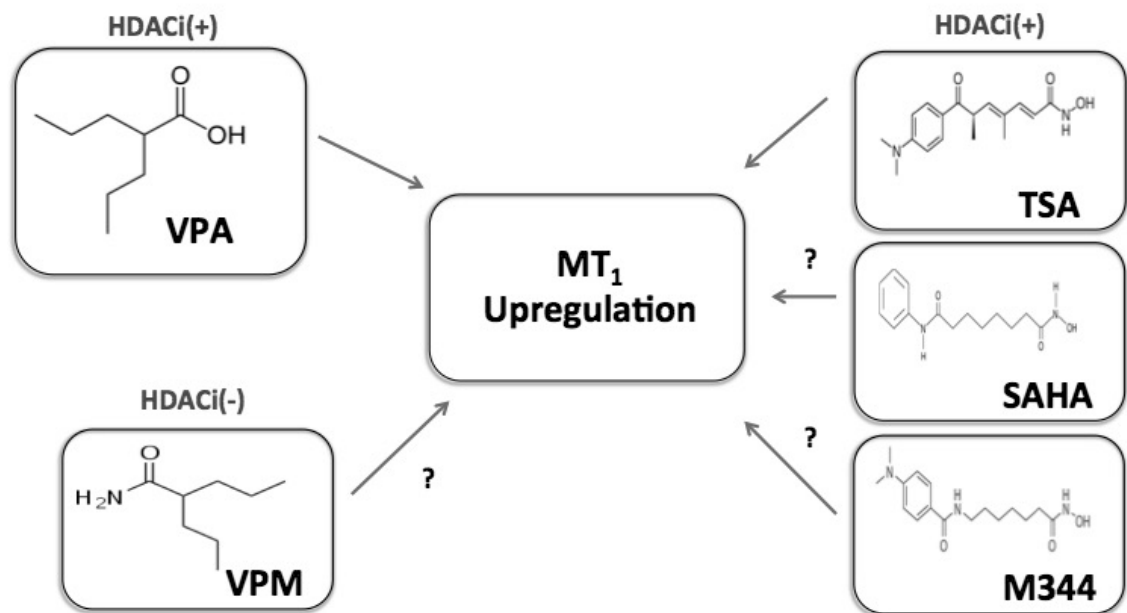 HDACi(+)
O
OH
VPA
HDACi(-)
O
H₂N
VPM
?
MT₁
Upregulation
HDACi(+)
O
O
OH
N
H
N
TSA
?
O
H
N
OH
N
H
O
SAHA
?
N
H
N
O
H
N
OH
O
M344